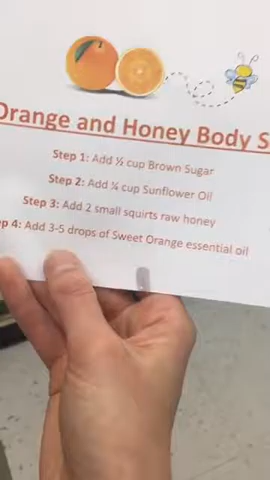 Orange and Honey Body S
Step 1: Add ½ cup Brown Sugar
Step 2: Add ¼ cup Sunflower Oil
Step 3: Add 2 small squirts raw honey
ep 4: Add 3-5 drops of Sweet Orange essential oil